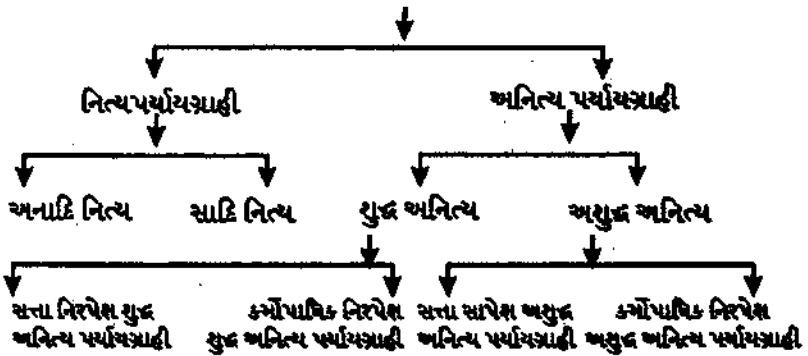 નિત્યપર્યાયગ્રાહી અનિત્ય પર્યાયગ્રાહી
અનાદિ નિત્ય સાદિ નિત્ય શુદ્ધ અનિત્ય અશુદ્ધ અનિત્ય
સત્તા નિરપેક્ષ શુદ્ધ કર્મોપાધિક નિરપેક્ષ સત્તા સાપેક્ષ અશુદ્ધ કર્મોપાધિક નિરપેક્ષ
અનિત્ય પર્યાયગ્રાહી શુદ્ધ અનિત્ય પર્યાયગ્રાહી અનિત્ય પર્યાયગ્રાહી અશુદ્ધ અનિત્ય પર્યાયગ્રાહી